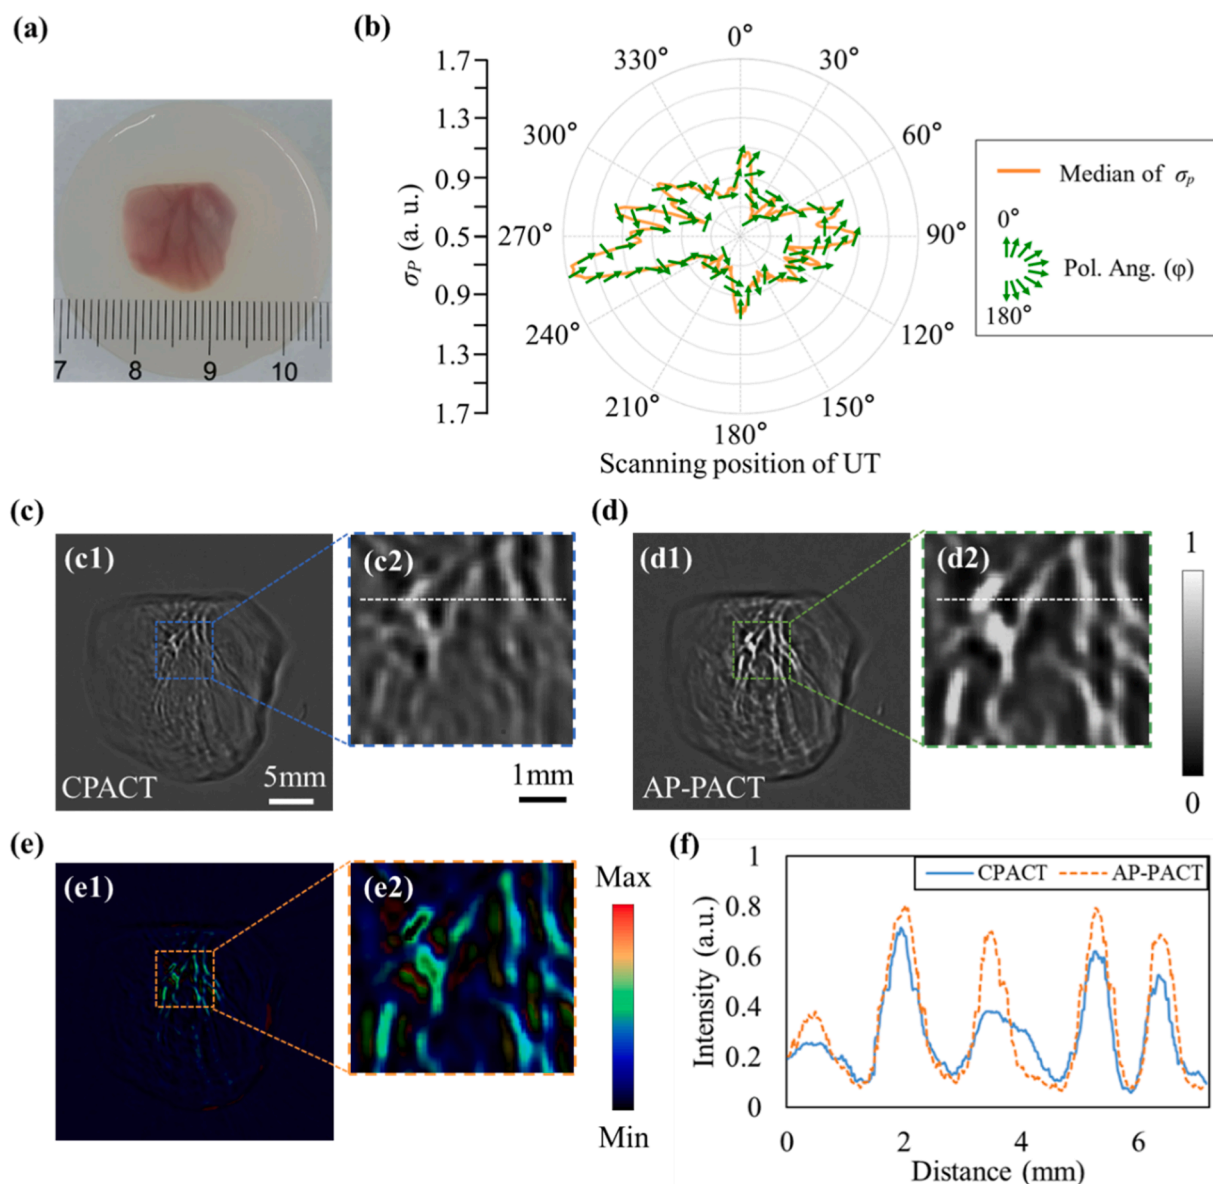 (a)
7 8 9 10
(b)
1.7
1.3
0.9
0.5
0.9
1.3
1.7
σP (a. u.)
0°
30°
60°
90°
120°
150°
180°
210°
240°
270°
300°
330°
Scanning position of UT
Median of σp
0°
Pol. Ang. (φ)
180°
(c)
(c1)
CPACT
5mm
(c2)
1mm
(d)
(d1)
AP-PACT
(d2)
1
0
(e)
(e1)
(e2)
Max
Min
(f)
CPACT AP-PACT
1
0.8
0.6
0.4
0.2
0
Intensity (a.u.)
0 2 4 6
Distance (mm)